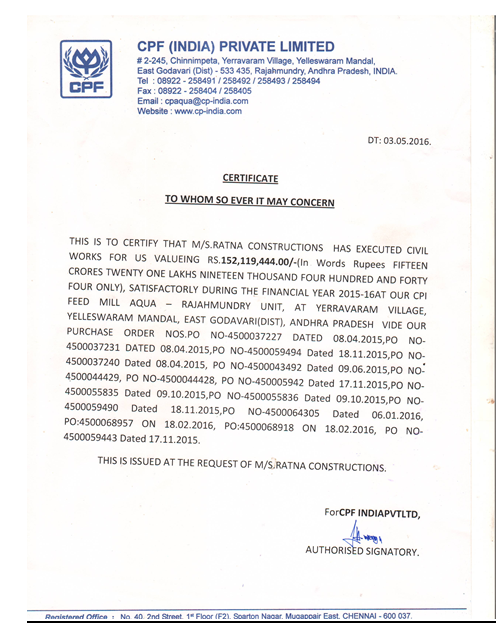 CPF (INDIA) PRIVATE LIMITED
# 2-245, Chinnimpeta, Yerravaram Village, Yelleswaram Mandal,
East Godavari (Dist) - 533 435, Rajahmundry, Andhra Pradesh, INDIA.
Tel : 08922 - 258491 / 258492 / 258493 / 258494
Fax : 08922 - 258404 / 258405
Email : cpaqua@cp-india.com
Website : www.cp-india.com
CPF
DT: 03.05.2016.
CERTIFICATE
TO WHOM SO EVER IT MAY CONCERN
THIS IS TO CERTIFY THAT M/S.RATNA CONSTRUCTIONS HAS EXECUTED CIVIL
WORKS FOR US VALUEING RS.152,119,444.00/-(In Words Rupees FIFTEEN
CRORES TWENTY ONE LAKHS NINETEEN THOUSAND FOUR HUNDRED AND FORTY
FOUR ONLY), SATISFACTORILY DURING THE FINANCIAL YEAR 2015-16AT OUR CPI
FEED MILL AQUA – RAJAHMUNDRY UNIT, AT YERRAVARAM VILLAGE,
YELLESWARAM MANDAL, EAST GODAVARI(DIST), ANDHRA PRADESH VIDE OUR
PURCHASE ORDER NOS.PO NO-4500037227 DATED 08.04.2015,PO NO-
4500037231 DATED 08.04.2015,PO NO-4500059494 Dated 18.11.2015,PO NO-
4500037240 Dated 08.04.2015, PO NO-4500043492 Dated 09.06.2015,PO NO-
4500044429, PO NO-4500044428, PO NO-450005942 Dated 17.11.2015,PO NO-
4500055835 Dated 09.10.2015,PO NO-4500055836 Dated 09.10.2015,PO NO-
4500059490 Dated 18.11.2015,PO NO-4500064305 Dated 06.01.2016,
PO:4500068957 ON 18.02.2016, PO:4500068918 ON 18.02.2016, PO NO-
4500059443 Dated 17.11.2015.
THIS IS ISSUED AT THE REQUEST OF M/S.RATNA CONSTRUCTIONS.
ForCPF INDIAPVTLTD,
AUTHORISED SIGNATORY.
Registered Office : No. 40, 2nd Street, 1st Floor (F2), Sparton Nagar, Mugappair East, CHENNAI - 600 037.